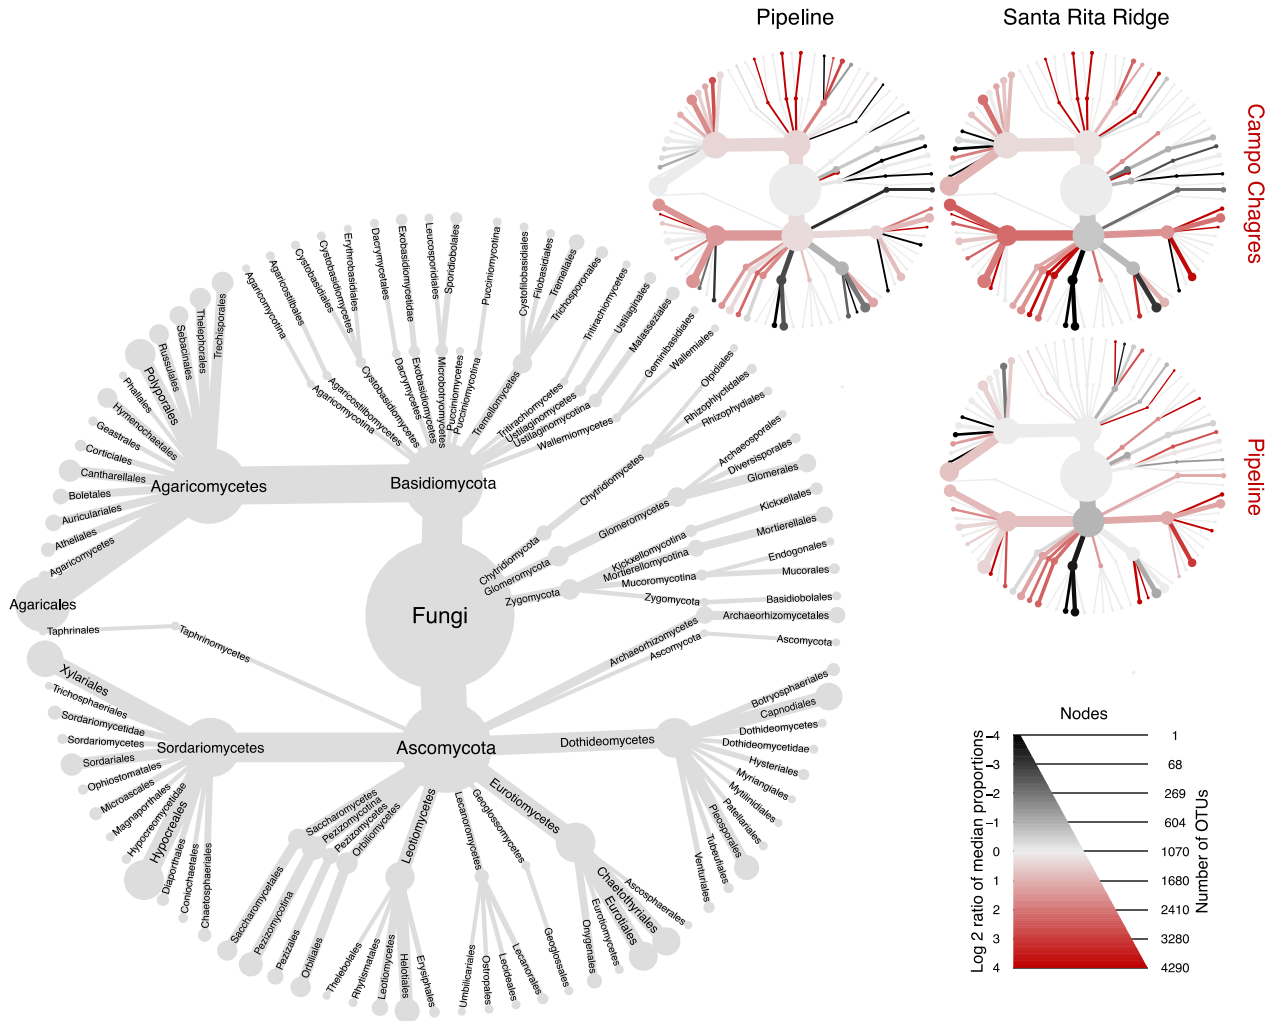 Pipeline
Santa Rita Ridge
Campo Chagres
Pipeline
Fungi
Basidiomycota
Agaricomycetes
Trechisporales
Thelephorales
Sebacinales
Russulales
Polyporales
Phallales
Hymenochaetales
Geastrales
Corticiales
Cantharellales
Boletales
Auriculariales
Atheliales
Agaricomycetes
Agaricales
Agaricomycotina
Agaricostilbales
Cystobasidiales
Cystobasidiomycetes
Erythrobasidiales
Dacrymycetales
Exobasidiomycetidae
Leucosporidiales
Sporidiobolales
Pucciniomycotina
Cystofilobasidiales
Filobasidiales
Tremellales
Trichosporonales
Tritirachiomycetes
Ustilaginales
Malasseziales
Geminibasidiales
Wallemiales
Agaricomycotina
Agaricostilbomycetes
Cystobasidiomycetes
Dacrymycetes
Exobasidiomycetes
Microbotryomycetes
Pucciniomycetes
Pucciniomycotina
Tremellomycetes
Tritirachiomycetes
Ustilaginomycetes
Ustilaginomycotina
Wallemiomycetes
Olpidiales
Rhizophlyctidales
Rhizophydiales
Chytridiomycetes
Chytridiomycota
Archaeosporales
Diversisporales
Glomerales
Glomeromycetes
Glomeromycota
Kickxellales
Mortierellales
Endogonales
Mucorales
Basidiobolales
Kickxellomycotina
Mortierellomycotina
Mucoromycotina
Zygomycota
Zygomycota
Archaeorhizomycetales
Archaeorhizomycetes
Ascomycota
Ascomycota
Taphrinales
Taphrinomycetes
Ascomycota
Sordariomycetes
Xylariales
Trichosphaeriales
Sordariomycetidae
Sordariomycetes
Sordariales
Ophiostomatales
Microascales
Magnaporthales
Hypocreomycetidae
Hypocreales
Diaporthales
Coniochaetales
Chaetosphaeriales
Saccharomycetes
Pezizomycotina
Pezizomycetes
Orbiliomycetes
Saccharomycetales
Pezizomycotina
Pezizales
Orbiliales
Leotiomycetes
Thelebolales
Rhytismatales
Leotiomycetes
Helotiales
Erysiphales
Lecanoromycetes
Umbilicariales
Ostropales
Lecideales
Lecanorales
Geoglossomycetes
Geoglossales
Eurotiomycetes
Onygenales
Eurotiomycetes
Eurotiales
Chaetothyriales
Ascosphaerales
Dothideomycetes
Botryosphaeriales
Capnodiales
Dothideomycetes
Dothideomycetidae
Hysteriales
Myriangiales
Mytilinidiales
Patellariales
Pleosporales
Tubeufiales
Venturiales
Nodes
Log 2 ratio of median proportions
Number of OTUs
−4 1
−3 68
−2 269
−1 604
0 1070
1 1680
2 2410
3 3280
4 4290